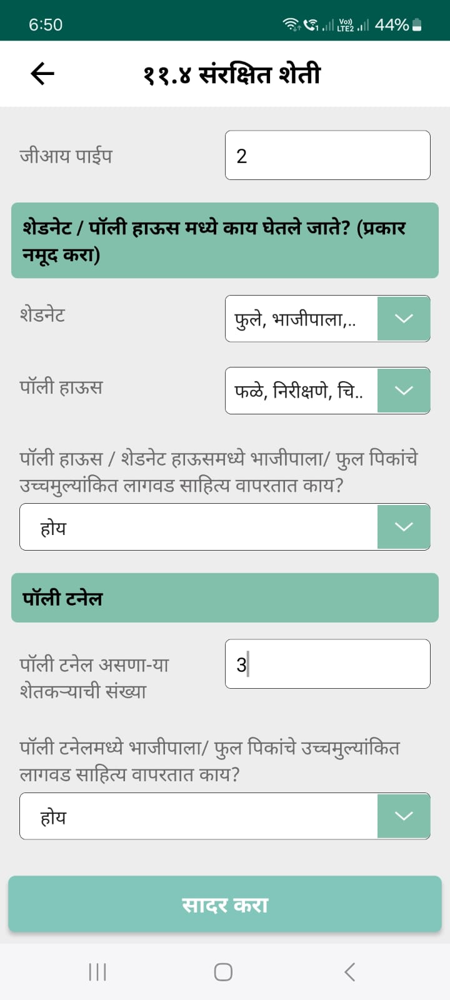 6:50
Vo))
LTE2
44%
११.४ संरक्षित शेती
जीआय पाईप
2
शेडनेट / पॉली हाऊस मध्ये काय घेतले जाते? (प्रकार
नमूद करा)
शेडनेट
फुले, भाजीपाला,..
पॉली हाऊस
फळे, निरीक्षणे, चि..
पॉली हाऊस / शेडनेट हाऊसमध्ये भाजीपाला/ फुल पिकांचे
उच्चमुल्यांकित लागवड साहित्य वापरतात काय?
होय
पॉली टनेल
पॉली टनेल असणा-या
शेतकऱ्याची संख्या
3
पॉली टनेलमध्ये भाजीपाला/ फुल पिकांचे उच्चमुल्यांकित
लागवड साहित्य वापरतात काय?
होय
सादर करा